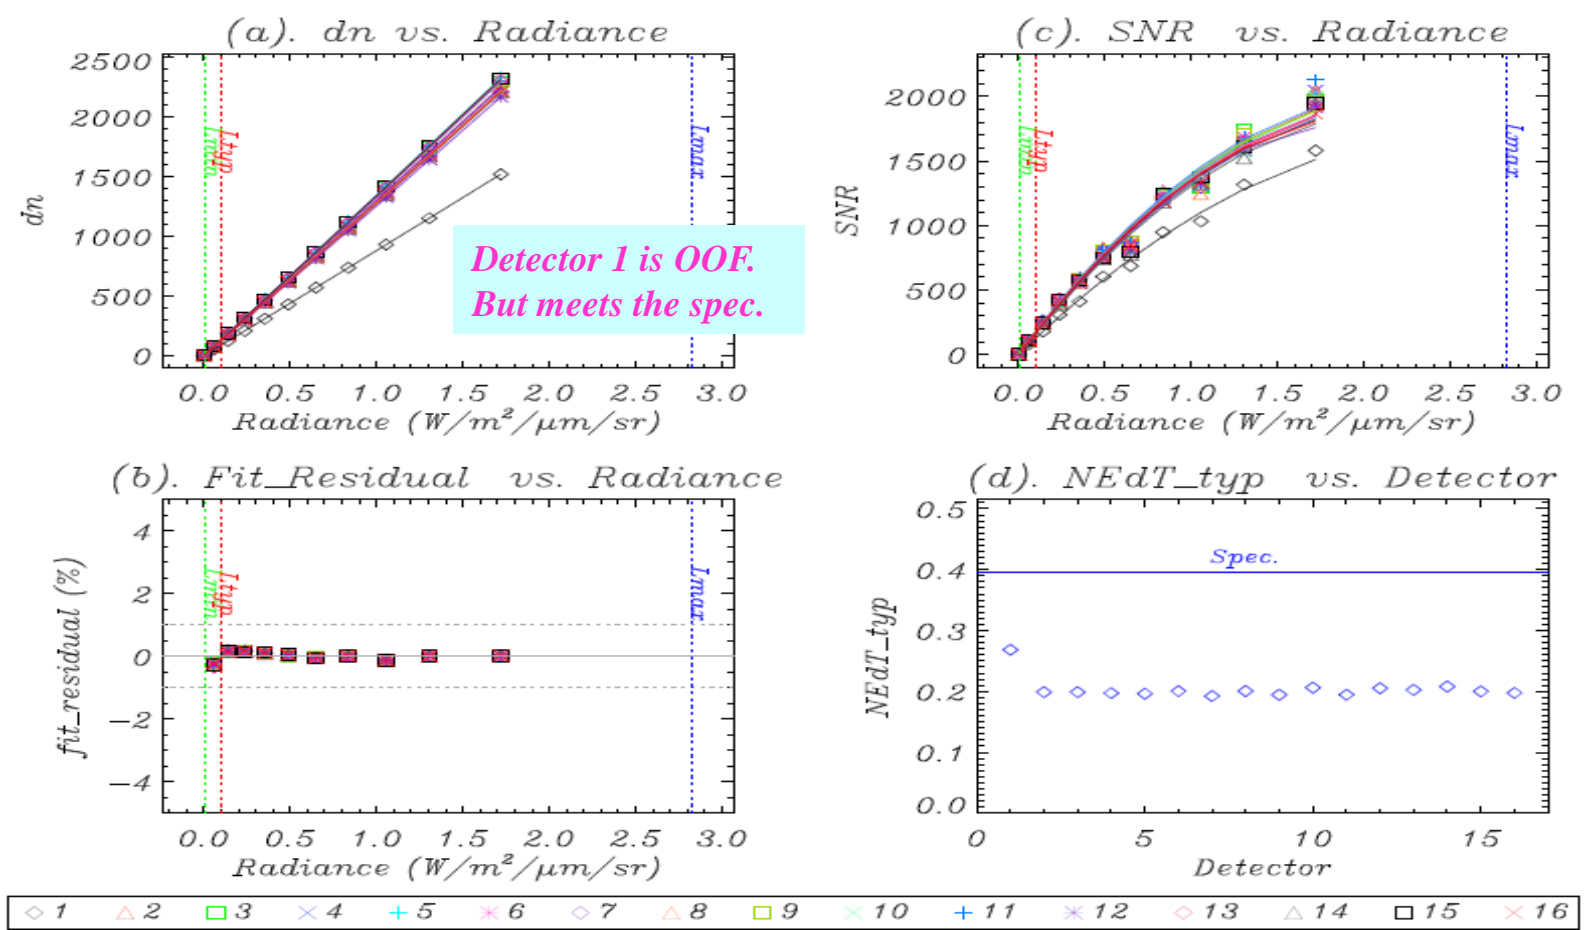 (a). dn vs. Radiance
2500
2000
1500
1000
500
0
dn
Lmin
Ltyp
Lmax
0.0 0.5 1.0 1.5 2.0 2.5 3.0
Radiance (W/m²/μm/sr)
(c). SNR vs. Radiance
2000
1500
1000
500
0
SNR
Lmin
Ltyp
Lmax
0.0 0.5 1.0 1.5 2.0 2.5 3.0
Radiance (W/m²/μm/sr)
Detector 1 is OOF.
But meets the spec.
(b). Fit_Residual vs. Radiance
4
2
0
−2
−4
fit_residual (%)
Lmin
Ltyp
Lmax
0.0 0.5 1.0 1.5 2.0 2.5 3.0
Radiance (W/m²/μm/sr)
(d). NEdT_typ vs. Detector
0.5
0.4
0.3
0.2
0.1
0.0
NEdT_typ
Spec.
0 5 10 15
Detector
1 2 3 4 5 6 7 8 9 10 11 12 13 14 15 16